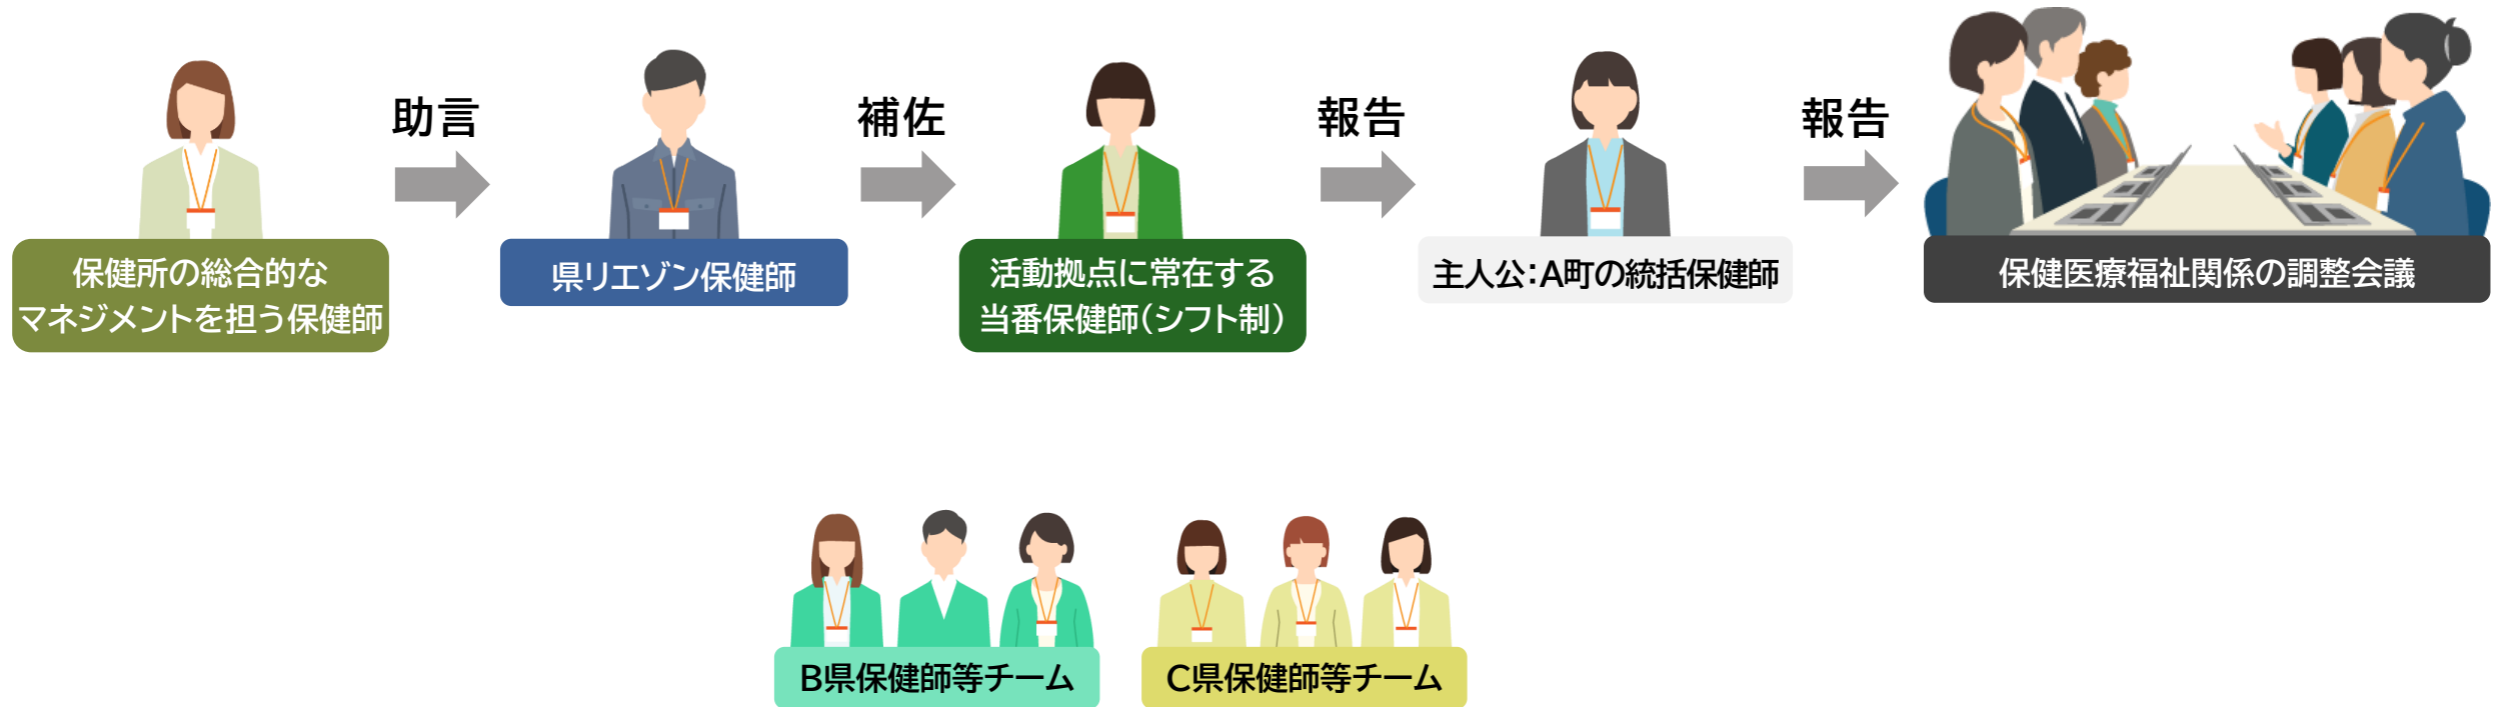 助言
補佐
報告
報告
保健所の総合的な
マネジメントを担う保健師
県リエゾン保健師
活動拠点に常在する
当番保健師(シフト制)
主人公:A町の統括保健師
保健医療福祉関係の調整会議
B県保健師等チーム
C県保健師等チーム